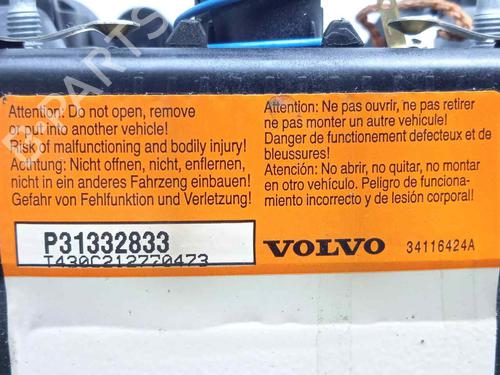 Attention: Do not open, remove
or put into another vehicle!
Risk of malfunctioning and bodily injury!
Achtung: Nicht öffnen, nicht, enflernen,
nicht in ein anderes Fahrzeng einbauen!
Gefahr von Fehlfunktion und Verletzung!
Attention: Ne pas ouvrir, ne pas retirer
ne pas monter un autre vehicule!
Danger de functionement defecteux et de
bleussures!
Atención: No abrir, no quitar, no montar
en otro vehículo. Peligro de funciona-
miento incorrecto y de lesión corporal!
P31332833
T430C212770473
VOLVO
34116424A